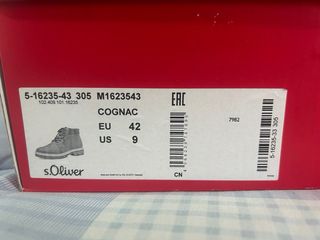 5-16235-43 305 M1623543
102.409.101.16235
COGNAC
EU 42
US 9
EAC
7982
5-16235-33 305
s.Oliver
CN